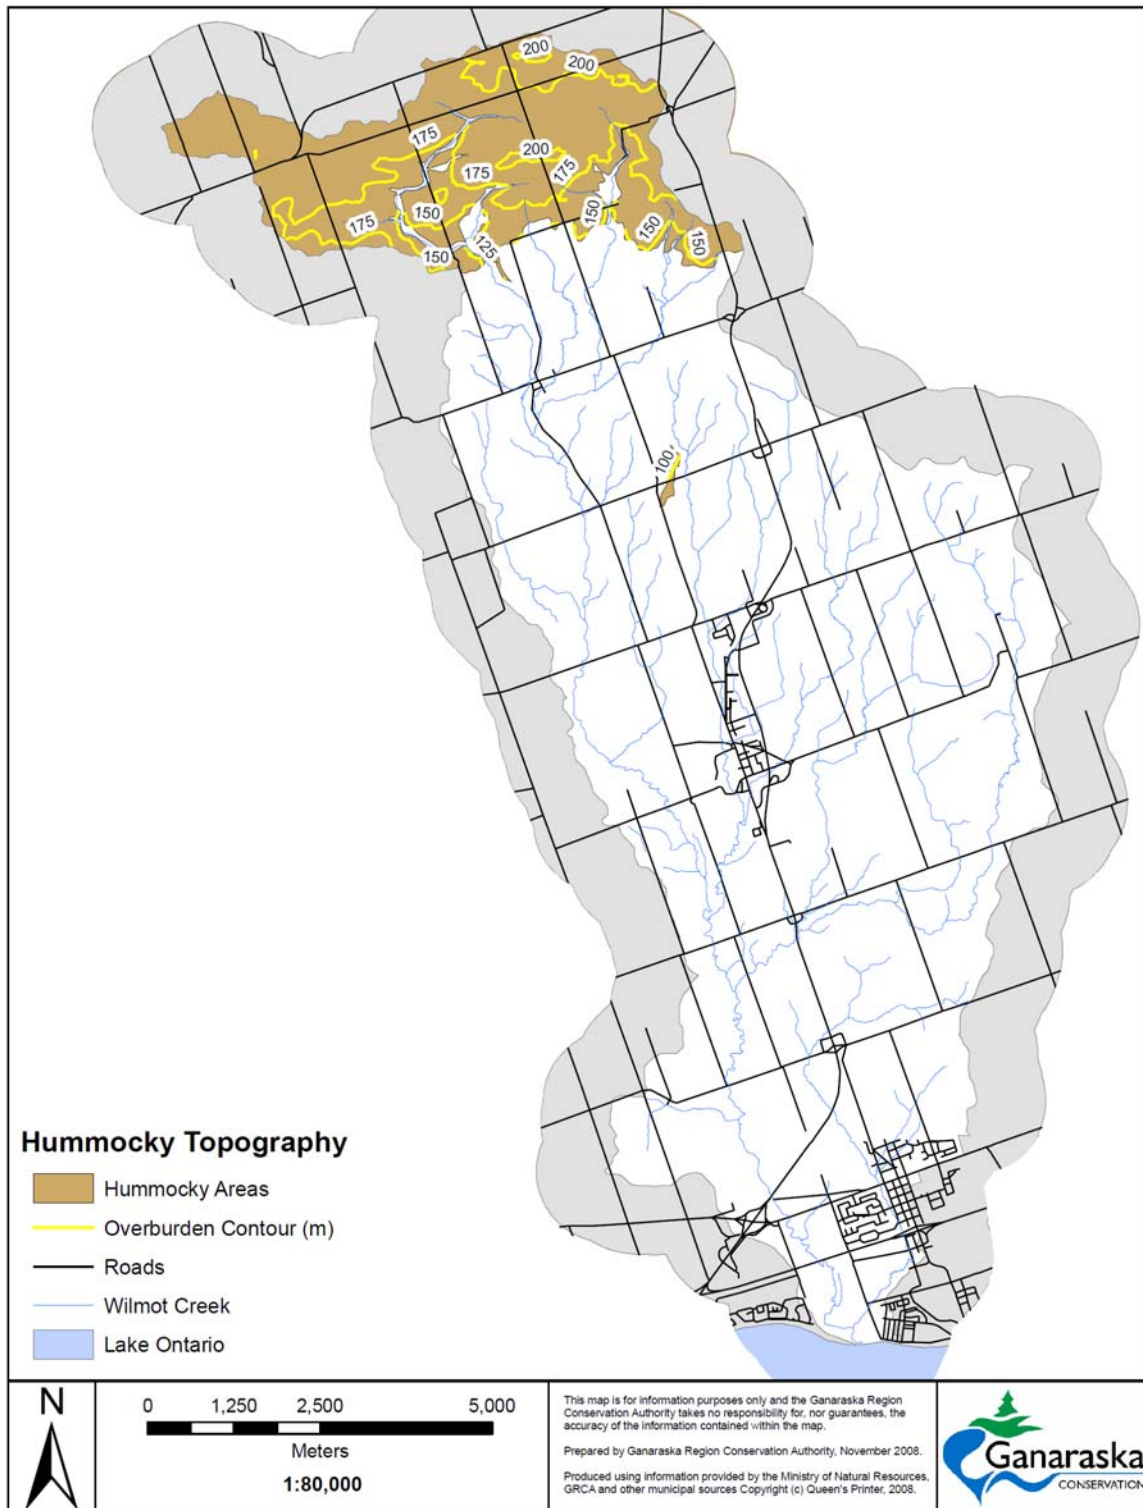 200
200
175
200
175
175
150
175
150
150
125
150
150
100
Hummocky Topography
Hummocky Areas
Overburden Contour (m)
Roads
Wilmot Creek
Lake Ontario
N
0 1,250 2,500 5,000
Meters
1:80,000
This map is for information purposes only and the Ganaraska Region
Conservation Authority takes no responsibility for, nor guarantees, the
accuracy of the information contained within the map.
Prepared by Ganaraska Region Conservation Authority, November 2008.
Produced using information provided by the Ministry of Natural Resources,
GRCA and other municipal sources Copyright (c) Queen's Printer, 2008.
Ganaraska
CONSERVATION